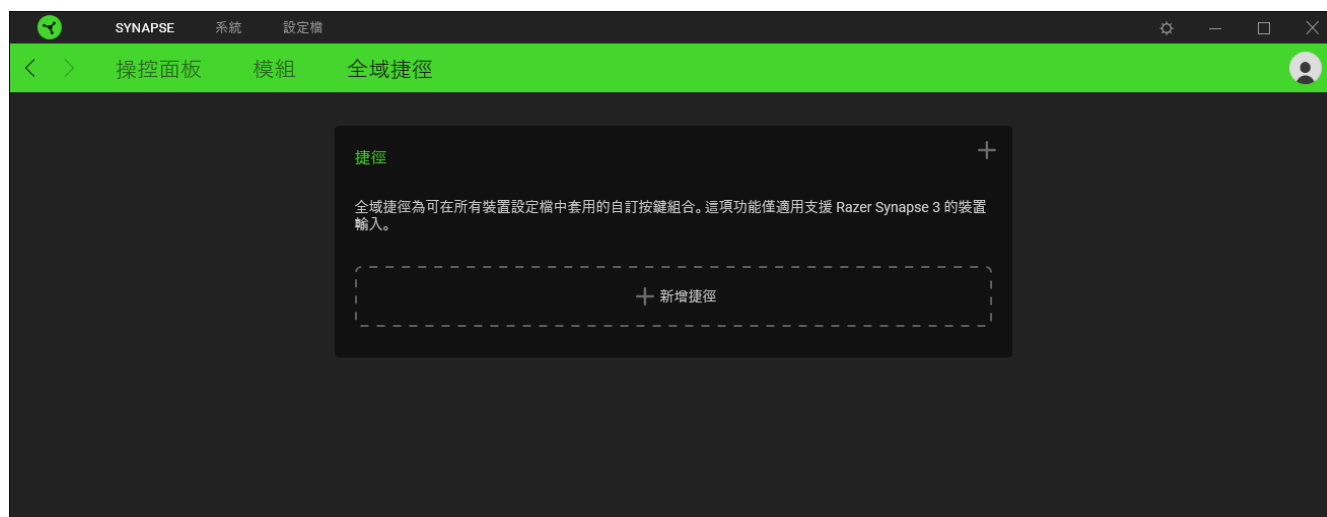 SYNAPSE 系統 設定檔
操控面板 模組 全域捷徑
捷徑
全域捷徑為可在所有裝置設定檔中套用的自訂按鍵組合。這項功能僅適用支援 Razer Synapse 3 的裝置
輸入。
新增捷徑